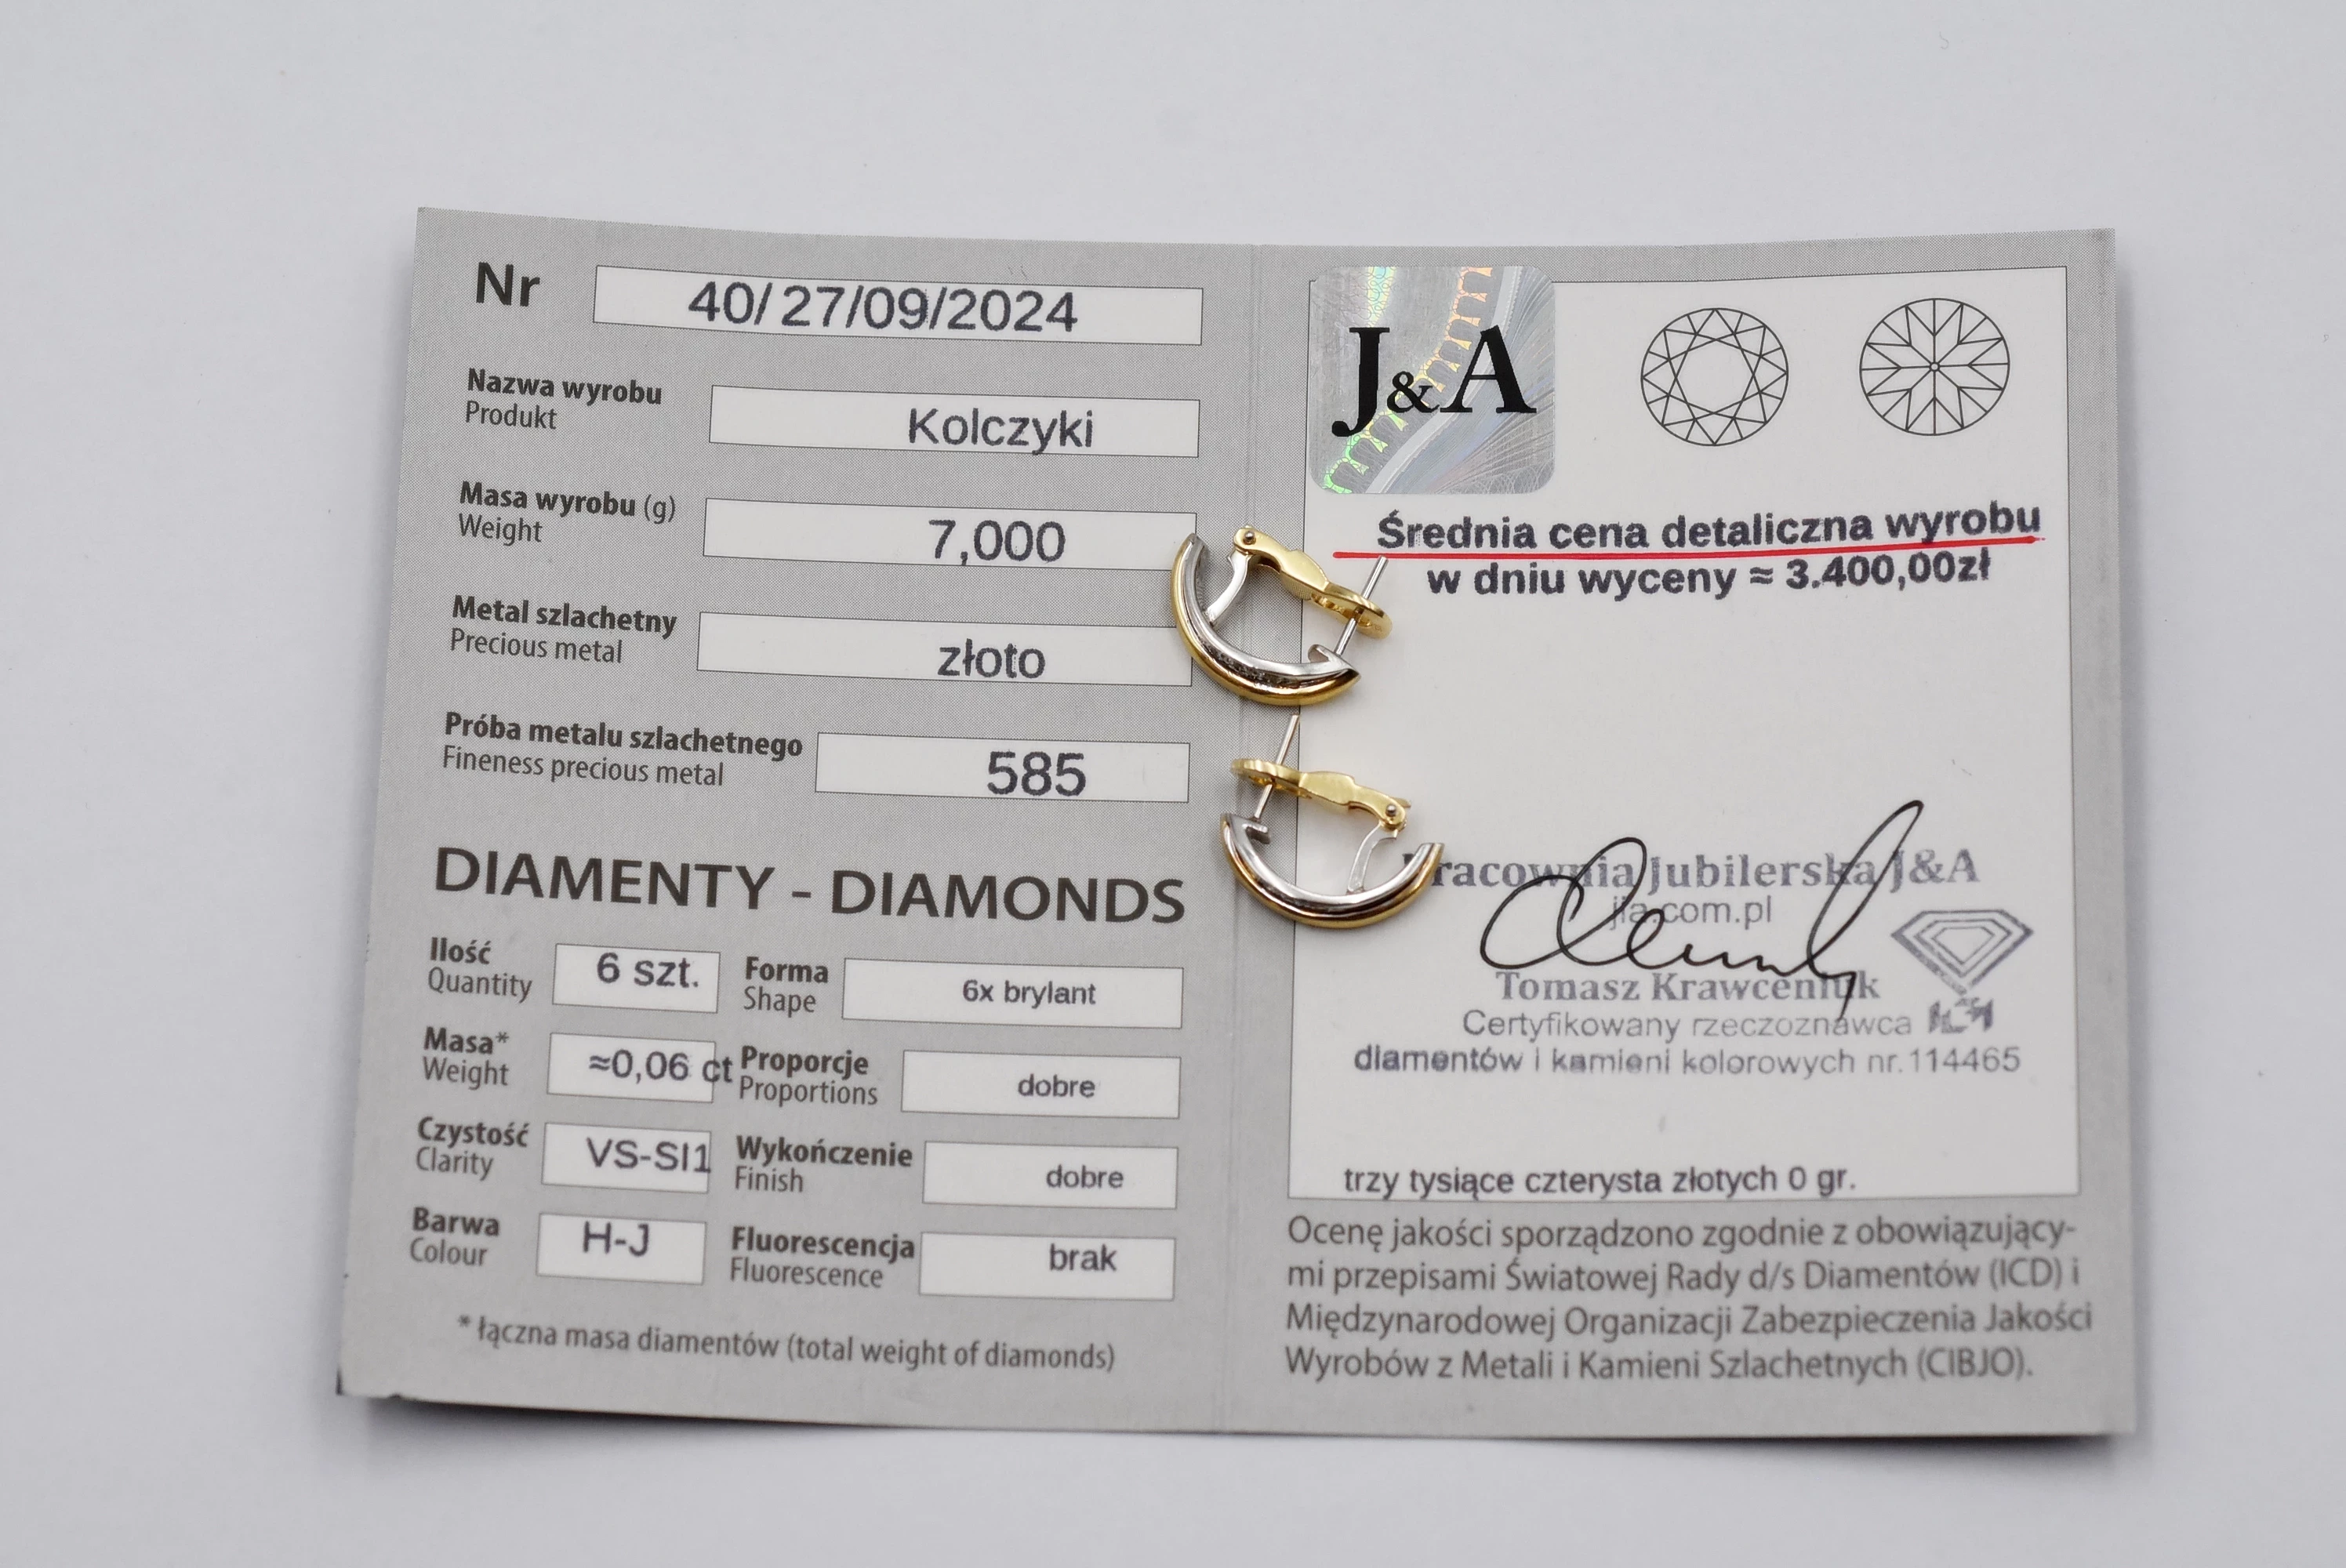 Nr 40/ 27/09/2024
Nazwa wyrobu
Produkt
Kolczyki
Masa wyrobu (g)
Weight
7,000
Metal szlachetny
Precious metal
złoto
Próba metalu szlachetnego
Fineness precious metal
585
DIAMENTY - DIAMONDS
Ilość
Quantity
6 szt.
Forma
Shape
6x brylant
Masa*
Weight
≈0,06 ct
Proporcje
Proportions
dobre
Czystość
Clarity
VS-SI1
Wykończenie
Finish
dobre
Barwa
Colour
H-J
Fluorescencja
Fluorescence
brak
* łączna masa diamentów (total weight of diamonds)
J&A
Średnia cena detaliczna wyrobu
w dniu wyceny ≈ 3.400,00zł
racownia Jubilerska J&A
jla.com.pl
Tomasz Krawceniuk
Certyfikowany rzeczoznawca
diamentów i kamieni kolorowych nr.114465
trzy tysiące czterysta złotych 0 gr.
Ocenę jakości sporządzono zgodnie z obowiązujący-
mi przepisami Światowej Rady d/s Diamentów (ICD) i
Międzynarodowej Organizacji Zabezpieczenia Jakości
Wyrobów z Metali i Kamieni Szlachetnych (CIBJO).